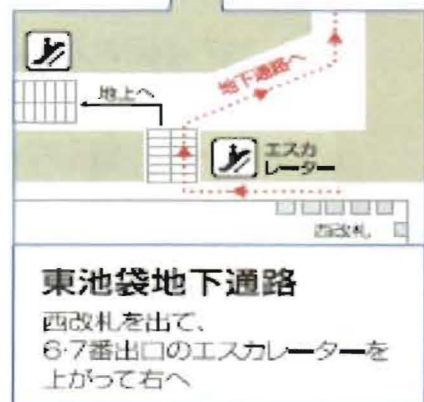 地上へ
地下通路へ
エスカ
レーター
西改札
東池袋地下通路
西改札を出て、
6・7番出口のエスカレーターを
上がって右へ